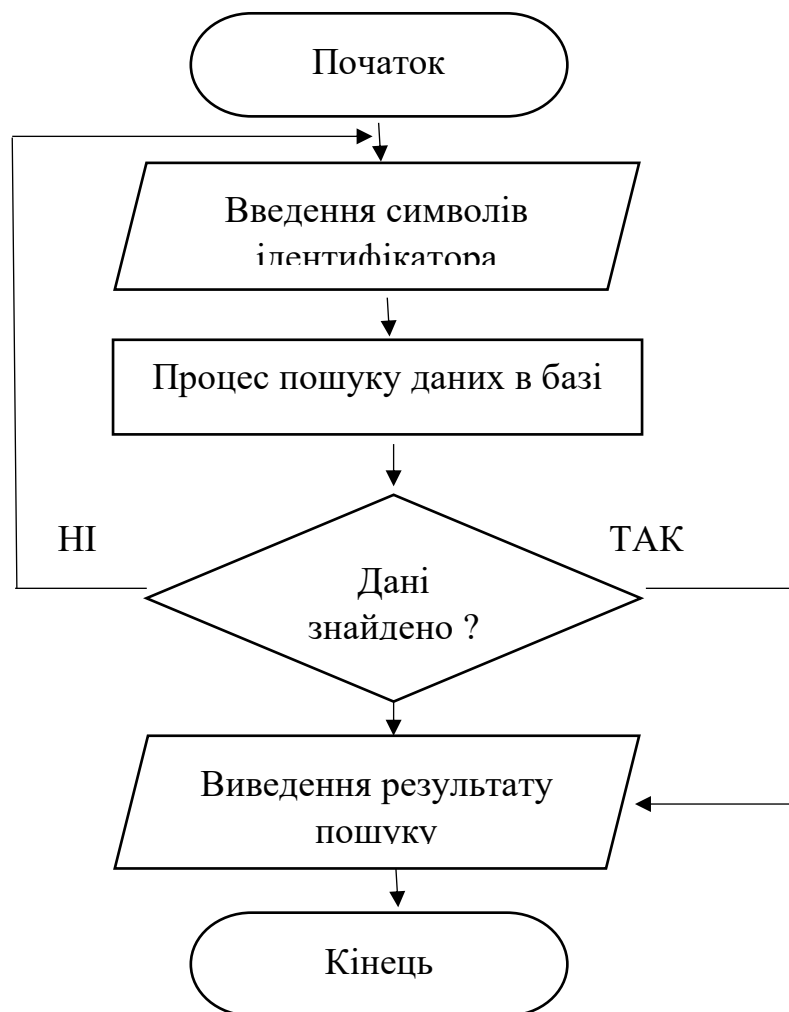 Початок
Введення символів
ідентифікатора
Процес пошуку даних в базі
НІ
ТАК
Дані
знайдено ?
Виведення результату
пошуку
Кінець